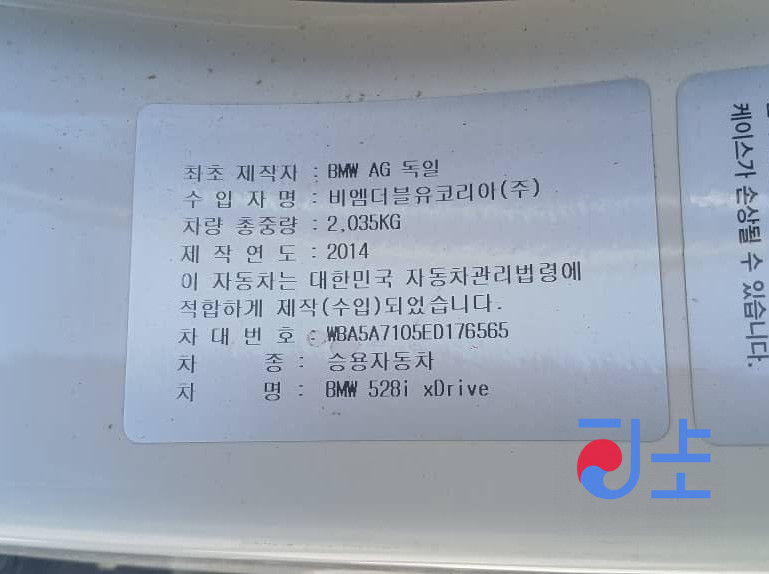 최초 제작자 : BMW AG 독일
수 입 자 명 : 비엠더블유코리아(주)
차량 총중량 : 2,035KG
제 작 연 도 : 2014
이 자동차는 대한민국 자동차관리법령에
적합하게 제작(수입)되었습니다.
차 대 번 호 : WBA5A7105ED176565
차 종 : 승용자동차
차 명 : BMW 528i xDrive
케이스가 손상될 수 있습니다.